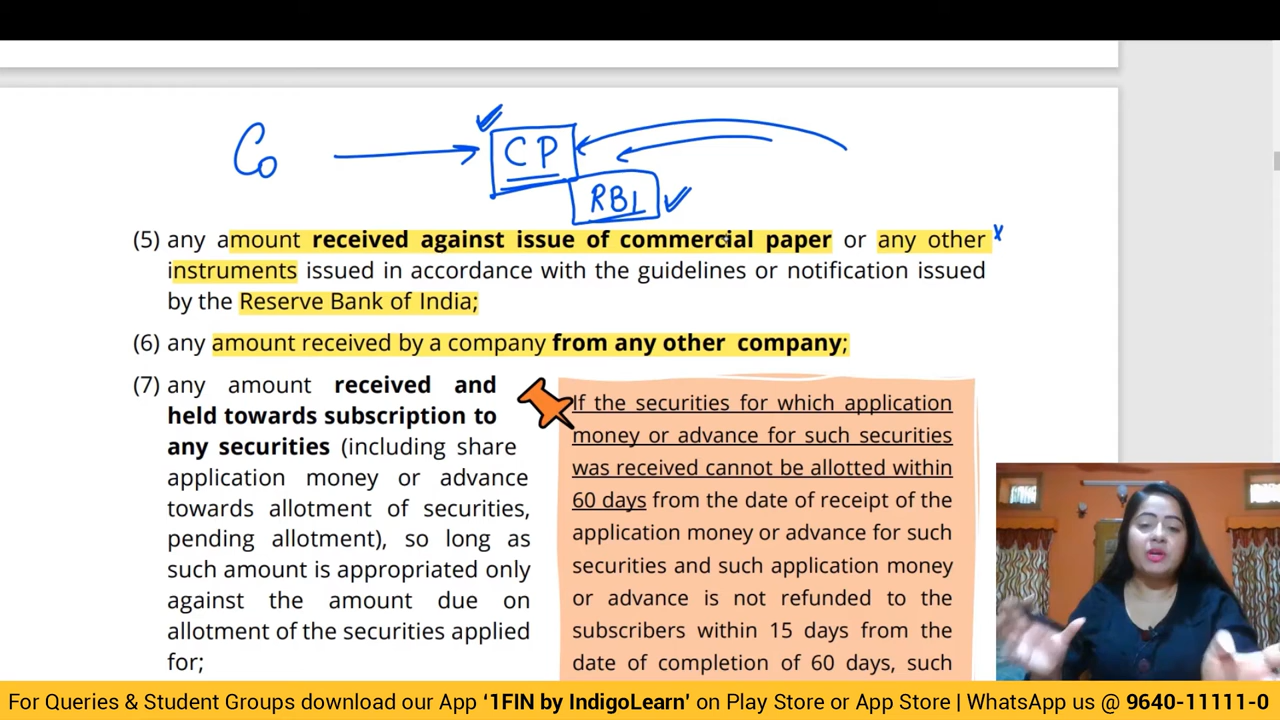 Co
CP
RBI
(5) any amount received against issue of commercial paper or any other
instruments issued in accordance with the guidelines or notification issued
by the Reserve Bank of India;
(6) any amount received by a company from any other company;
(7) any amount received and
held towards subscription to
any securities (including share
application money or advance
towards allotment of securities,
pending allotment), so long as
such amount is appropriated only
against the amount due on
allotment of the securities applied
for;
If the securities for which application
money or advance for such securities
was received cannot be allotted within
60 days from the date of receipt of the
application money or advance for such
securities and such application money
or advance is not refunded to the
subscribers within 15 days from the
date of completion of 60 days, such
For Queries & Student Groups download our App ‘1FIN by IndigoLearn’ on Play Store or App Store | WhatsApp us @ 9640-11111-0